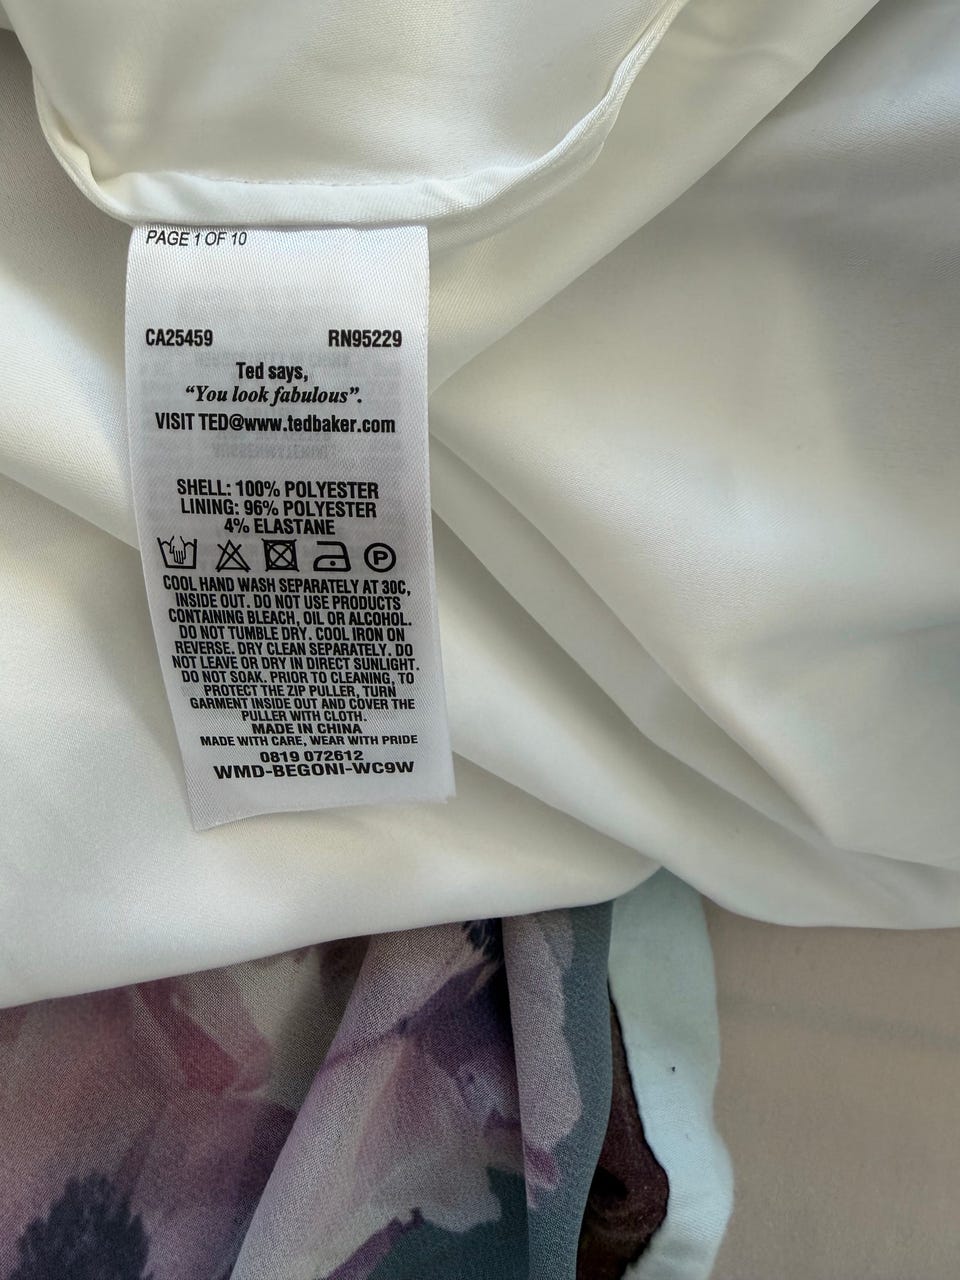 PAGE 1 OF 10
CA25459 RN95229
Ted says,
“You look fabulous”.
VISIT TED@www.tedbaker.com
SHELL: 100% POLYESTER
LINING: 96% POLYESTER
4% ELASTANE
P
COOL HAND WASH SEPARATELY AT 30C,
INSIDE OUT. DO NOT USE PRODUCTS
CONTAINING BLEACH, OIL OR ALCOHOL.
DO NOT TUMBLE DRY. COOL IRON ON
REVERSE. DRY CLEAN SEPARATELY. DO
NOT LEAVE OR DRY IN DIRECT SUNLIGHT.
DO NOT SOAK. PRIOR TO CLEANING, TO
PROTECT THE ZIP PULLER, TURN
GARMENT INSIDE OUT AND COVER THE
PULLER WITH CLOTH.
MADE IN CHINA
MADE WITH CARE, WEAR WITH PRIDE
0819 072612
WMD-BEGONI-WC9W